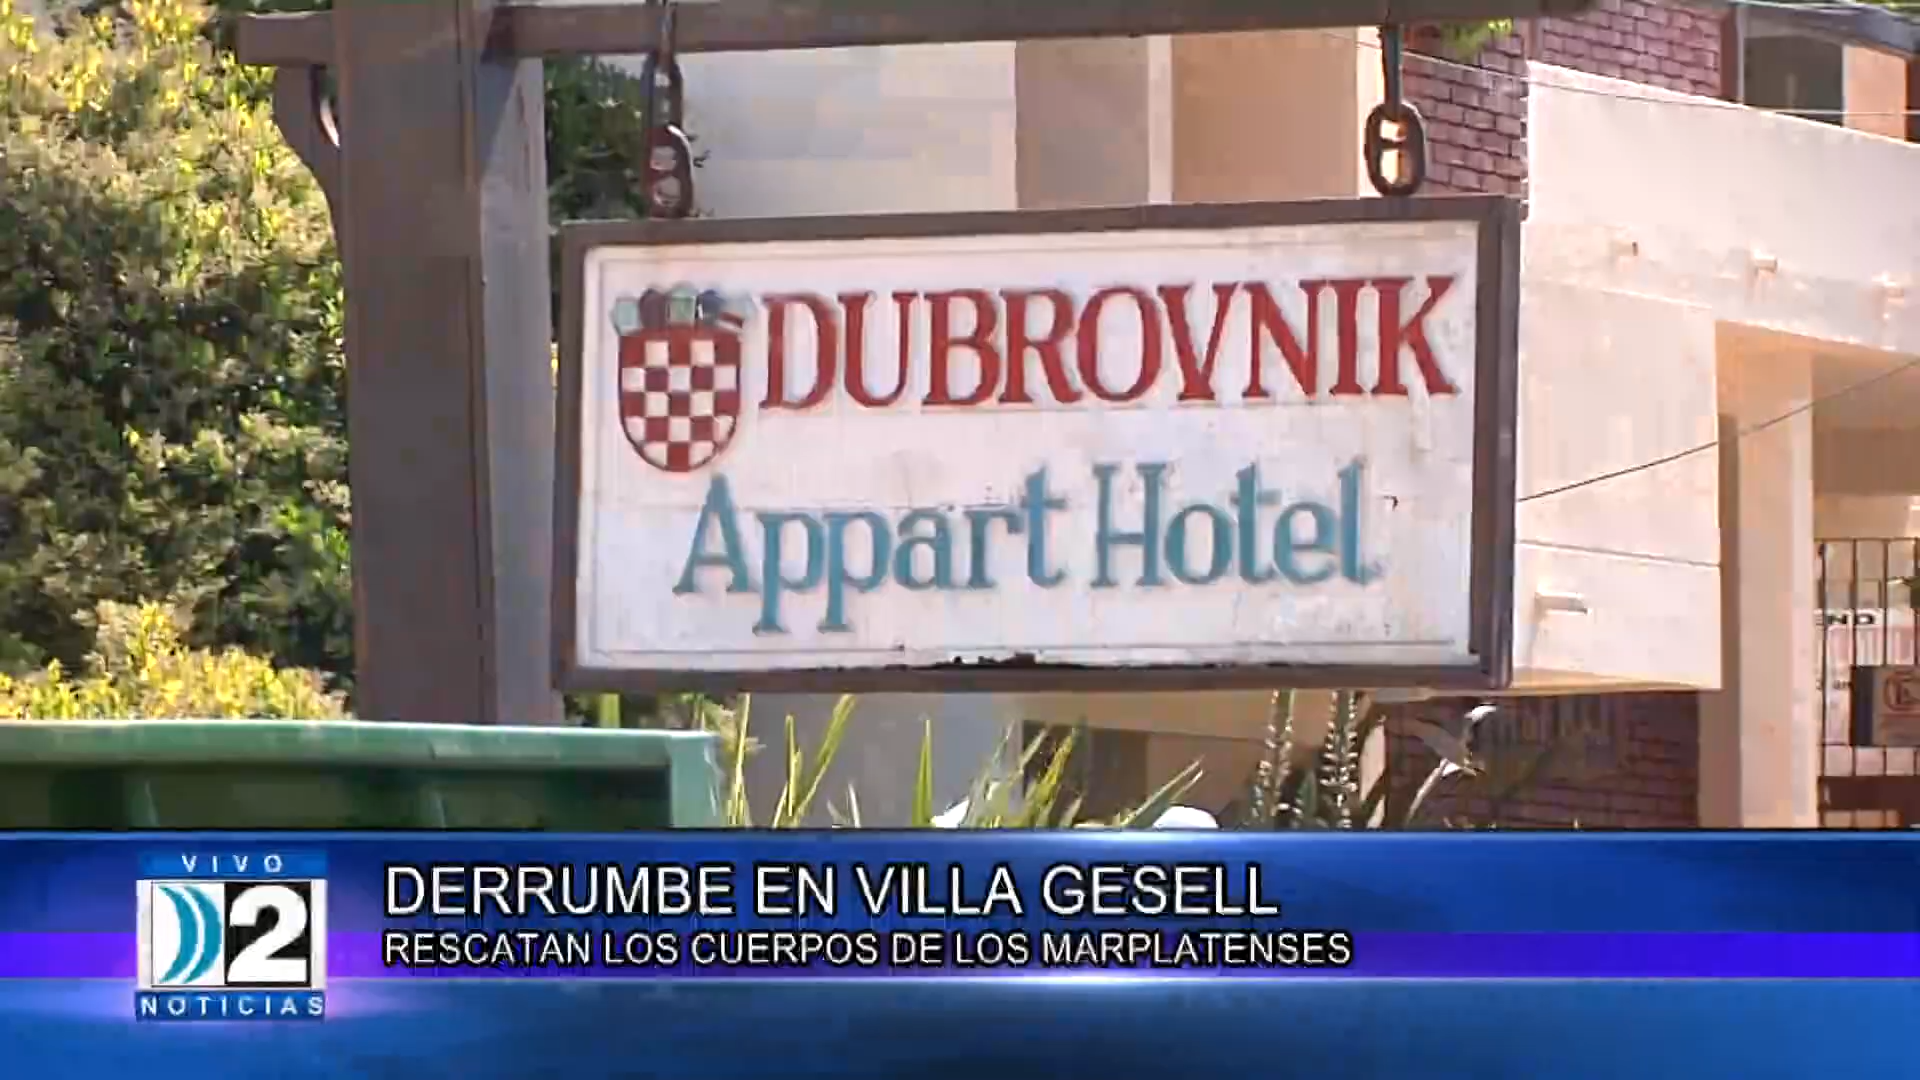 DUBROVNIK
Appart Hotel
VIVO
2
NOTICIAS
DERRUMBE EN VILLA GESELL
RESCATAN LOS CUERPOS DE LOS MARPLATENSES